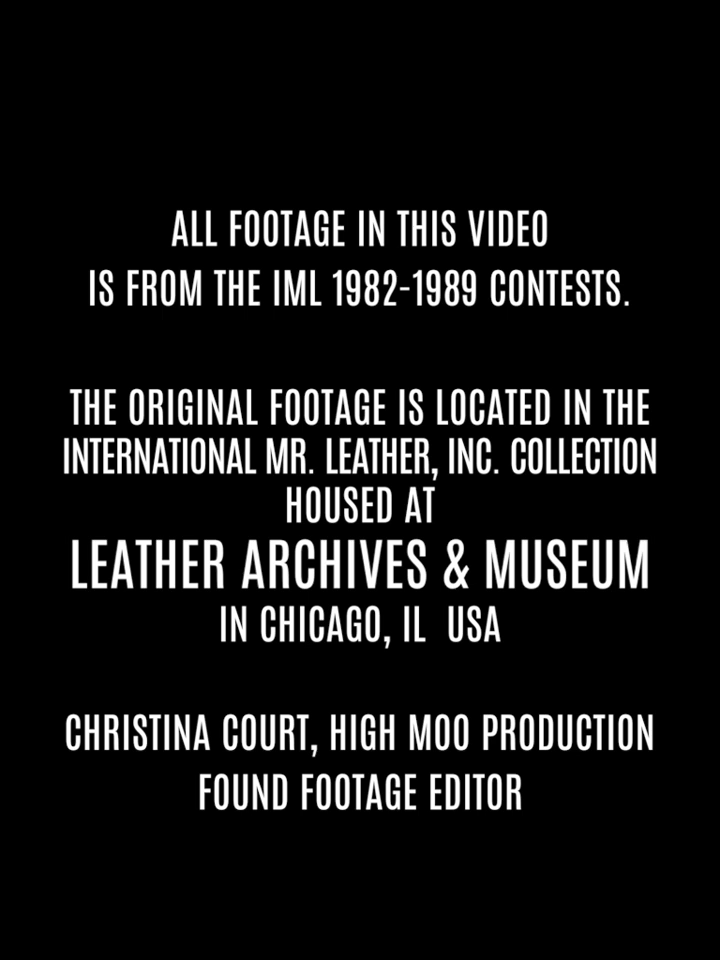 ALL FOOTAGE IN THIS VIDEO
IS FROM THE IML 1982-1989 CONTESTS.
THE ORIGINAL FOOTAGE IS LOCATED IN THE
INTERNATIONAL MR. LEATHER, INC. COLLECTION
HOUSED AT
LEATHER ARCHIVES & MUSEUM
IN CHICAGO, IL USA
CHRISTINA COURT, HIGH MOO PRODUCTION
FOUND FOOTAGE EDITOR